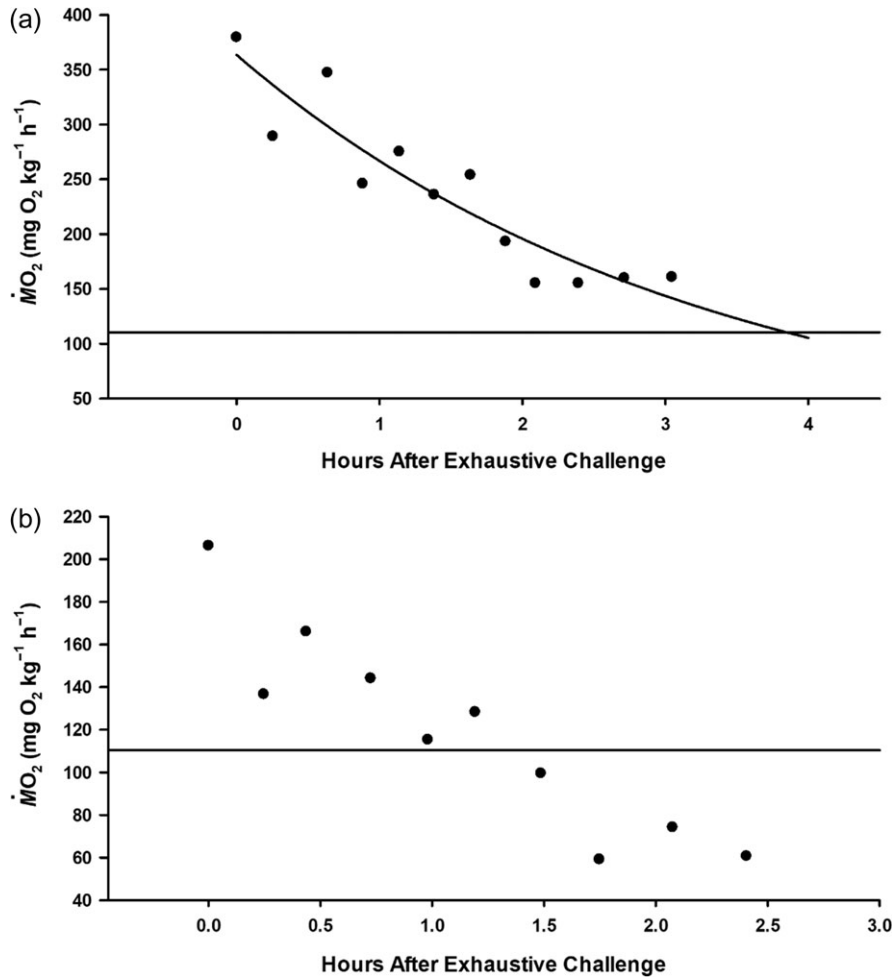 (a)
400
350
300
250
200
150
100
50
ṀO₂ (mg O₂ kg⁻¹ h⁻¹)
0 1 2 3 4
Hours After Exhaustive Challenge
(b)
220
200
180
160
140
120
100
80
60
40
ṀO₂ (mg O₂ kg⁻¹ h⁻¹)
0.0 0.5 1.0 1.5 2.0 2.5 3.0
Hours After Exhaustive Challenge